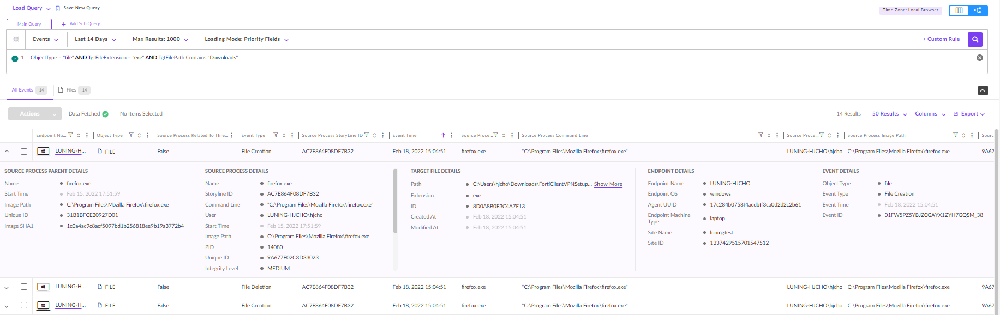 Load Query Save New Query Time Zone: Local Browser
Main Query + Add Sub Query
Events Last 14 Days Max Results: 1000 Loading Mode: Priority Fields + Custom Rule
1 ObjectType = "file" AND TgtFileExtension = "exe" AND TgtFilePath Contains "Downloads"
All Events 14 Files 14
Actions Data Fetched No Items Selected 14 Results 50 Results Columns Export
Endpoint Na... Object Type Source Process Related To Thre... Event Type Source Process StoryLine ID Event Time Source Proce... Source Process Command Line Source Proce... Source Process Image Path Sourc
LUNING-H... FILE False File Creation AC7E864F08DF7B32 Feb 18, 2022 15:04:51 firefox.exe "C:\Program Files\Mozilla Firefox\firefox.exe" LUNING-HJCHO\hjcho C:\Program Files\Mozilla Firefox\firefox.exe 9A67
SOURCE PROCESS PARENT DETAILS
Name firefox.exe
Start Time Feb 15, 2022 17:51:59
Image Path C:\Program Files\Mozilla Firefox\firefox.exe
Unique ID 31B1BFCE20927D01
Image SHA1 1c0a4ac9c8acf5097bd1b256818ee9b19a3772b4
SOURCE PROCESS DETAILS
Name firefox.exe
Storyline ID AC7E864F08DF7B32
Command Line "C:\Program Files\Mozilla Firefox\firefox.exe"
User LUNING-HJCHO\hjcho
Start Time Feb 15, 2022 17:51:59
Image Path C:\Program Files\Mozilla Firefox\firefox.exe
PID 14080
Unique ID 9A677F02C3D33023
Integrity Level MEDIUM
TARGET FILE DETAILS
Path C:\Users\hjcho\Downloads\FortiClientVPNSetup... Show More
Extension exe
ID 8D0A8B0F3C4A7E13
Created At Feb 18, 2022 15:04:51
Modified At Feb 18, 2022 15:04:51
ENDPOINT DETAILS
Endpoint Name LUNING-HJCHO
Endpoint OS windows
Agent UUID 17c284b0758f4acdbff3ca0d2d2c2b61
Endpoint Machine
Type laptop
Site Name luningtest
Site ID 1337429515701547512
EVENT DETAILS
Object Type file
Event Type File Creation
Event Time Feb 18, 2022 15:04:51
Event ID 01FW5PZ5YBJZCGAYX1ZYH7GQSM_38
LUNING-H... FILE False File Deletion AC7E864F08DF7B32 Feb 18, 2022 15:04:51 firefox.exe "C:\Program Files\Mozilla Firefox\firefox.exe" LUNING-HJCHO\hjcho C:\Program Files\Mozilla Firefox\firefox.exe 9A67
LUNING-H... FILE False File Creation AC7E864F08DF7B32 Feb 18, 2022 15:04:51 firefox.exe "C:\Program Files\Mozilla Firefox\firefox.exe" LUNING-HJCHO\hjcho C:\Program Files\Mozilla Firefox\firefox.exe 9A67